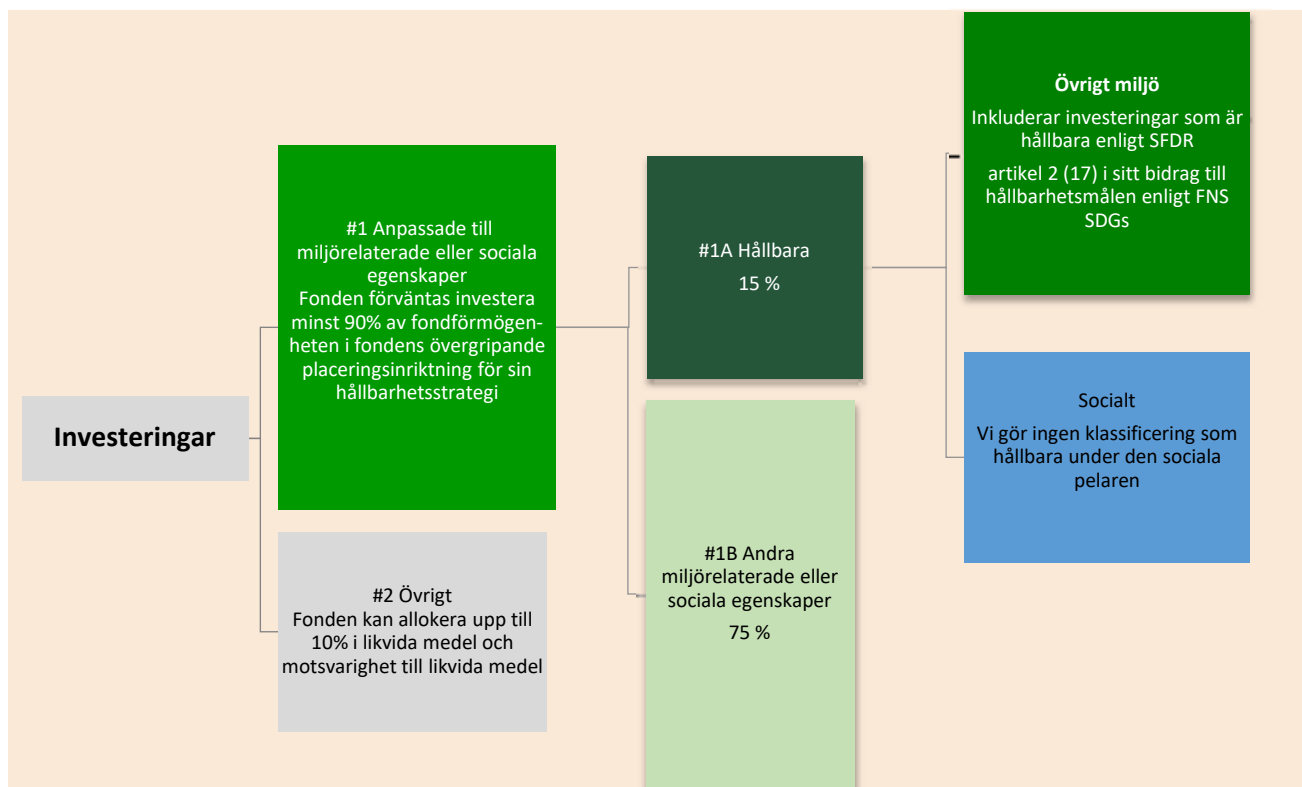 Investeringar
#1 Anpassade till
miljörelaterade eller sociala
egenskaper
Fonden förväntas investera
minst 90% av fondförmögen-
heten i fondens övergripande
placeringsinriktning för sin
hållbarhetsstrategi
#2 Övrigt
Fonden kan allokera upp till
10% i likvida medel och
motsvarighet till likvida medel
#1A Hållbara
15 %
#1B Andra
miljörelaterade eller
sociala egenskaper
75 %
Övrigt miljö
Inkluderar investeringar som är
hållbara enligt SFDR
artikel 2 (17) i sitt bidrag till
hållbarhetsmålen enligt FNS
SDGs
Socialt
Vi gör ingen klassificering som
hållbara under den sociala
pelaren